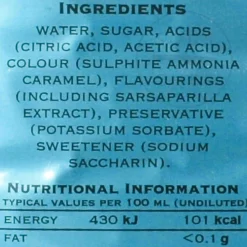 INGREDIENTS
WATER, SUGAR, ACIDS
(CITRIC ACID, ACETIC ACID),
COLOUR (SULPHITE AMMONIA
CARAMEL), FLAVOURINGS
(INCLUDING SARSAPARILLA
EXTRACT), PRESERVATIVE
(POTASSIUM SORBATE),
SWEETENER (SODIUM
SACCHARIN).
NUTRITIONAL INFORMATION
TYPICAL VALUES PER 100 ML (UNDILUTED)
ENERGY 430 kJ 101 kcal
FAT <0.1 g